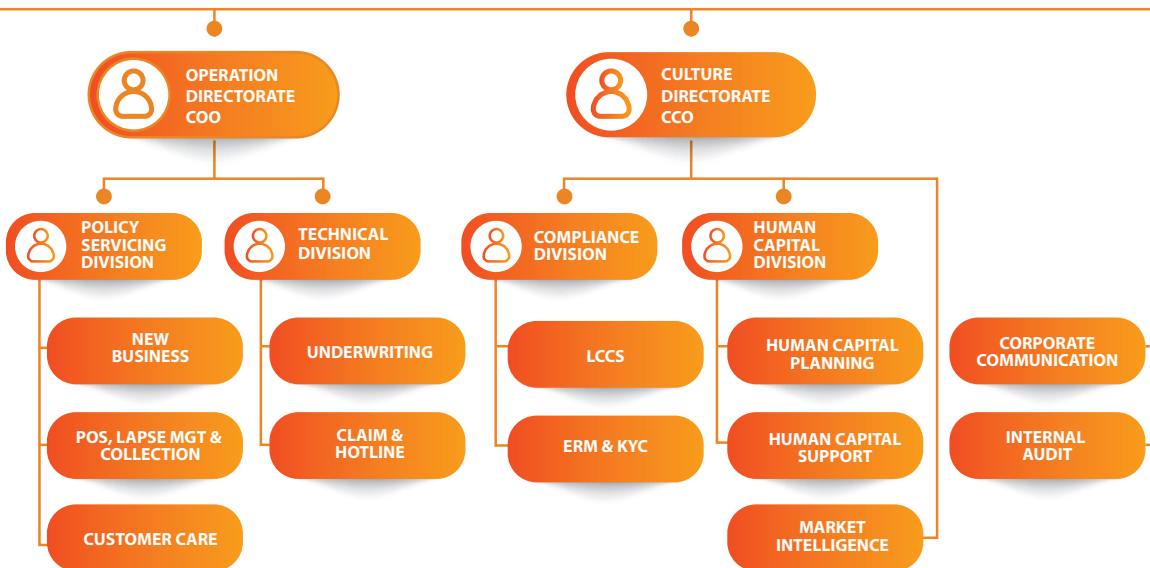 OPERATION
DIRECTORATE
COO
CULTURE
DIRECTORATE
CCO
POLICY
SERVICING
DIVISION
TECHNICAL
DIVISION
COMPLIANCE
DIVISION
HUMAN
CAPITAL
DIVISION
NEW
BUSINESS
UNDERWRITING
LCCS
HUMAN CAPITAL
PLANNING
CORPORATE
COMMUNICATION
POS, LAPSE MGT &
COLLECTION
CLAIM &
HOTLINE
ERM & KYC
HUMAN CAPITAL
SUPPORT
INTERNAL
AUDIT
CUSTOMER CARE
MARKET
INTELLIGENCE